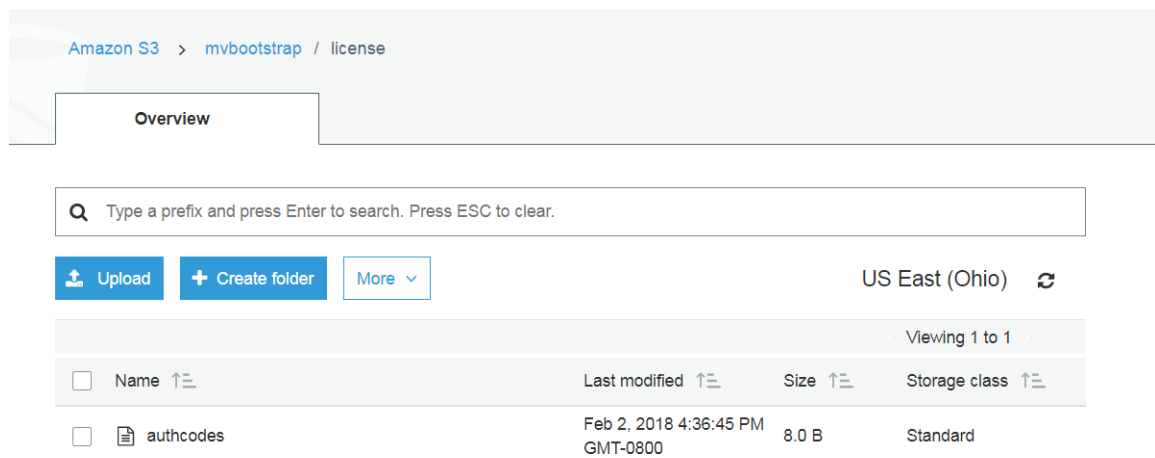 Amazon S3 > mvbootstrap / license
Overview
Type a prefix and press Enter to search. Press ESC to clear.
Upload Create folder More US East (Ohio)
Viewing 1 to 1
Name Last modified Size Storage class
authcodes Feb 2, 2018 4:36:45 PM GMT-0800 8.0 B Standard